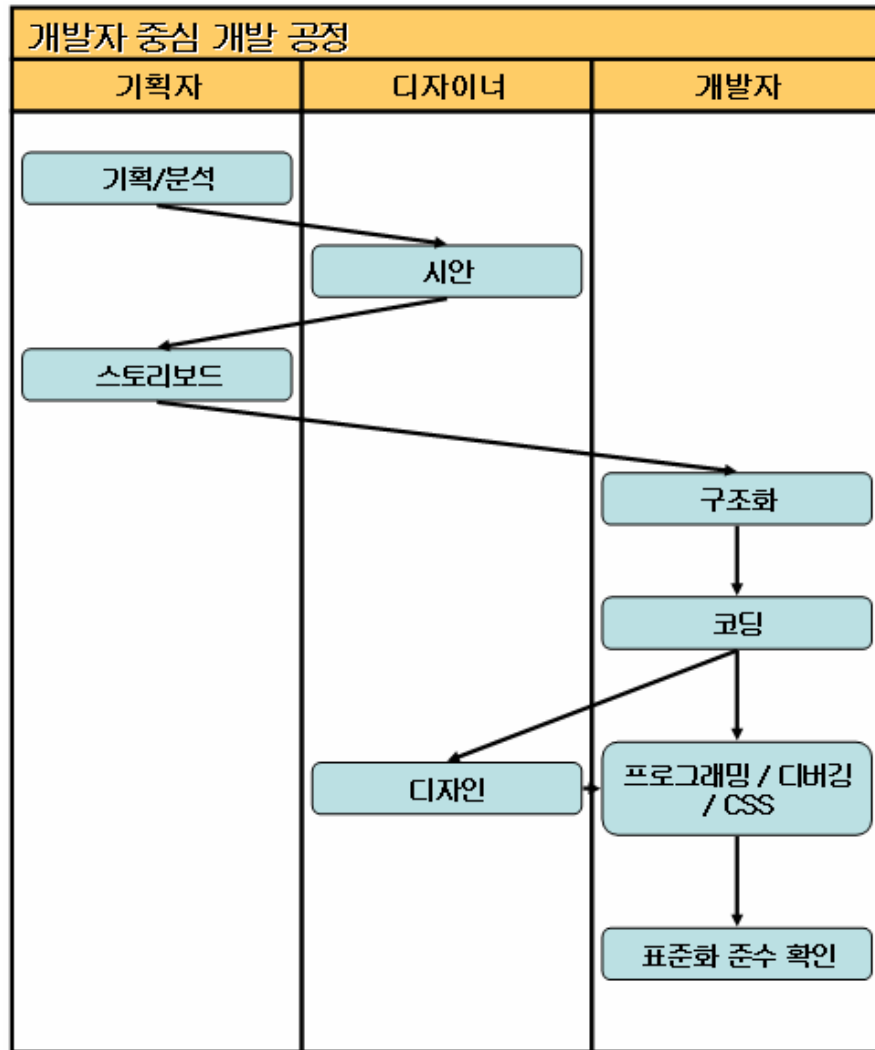 개발자 중심 개발 공정
기획자
디자이너
개발자
기획/분석
시안
스토리보드
구조화
코딩
디자인
프로그래밍 / 디버깅
/ CSS
표준화 준수 확인